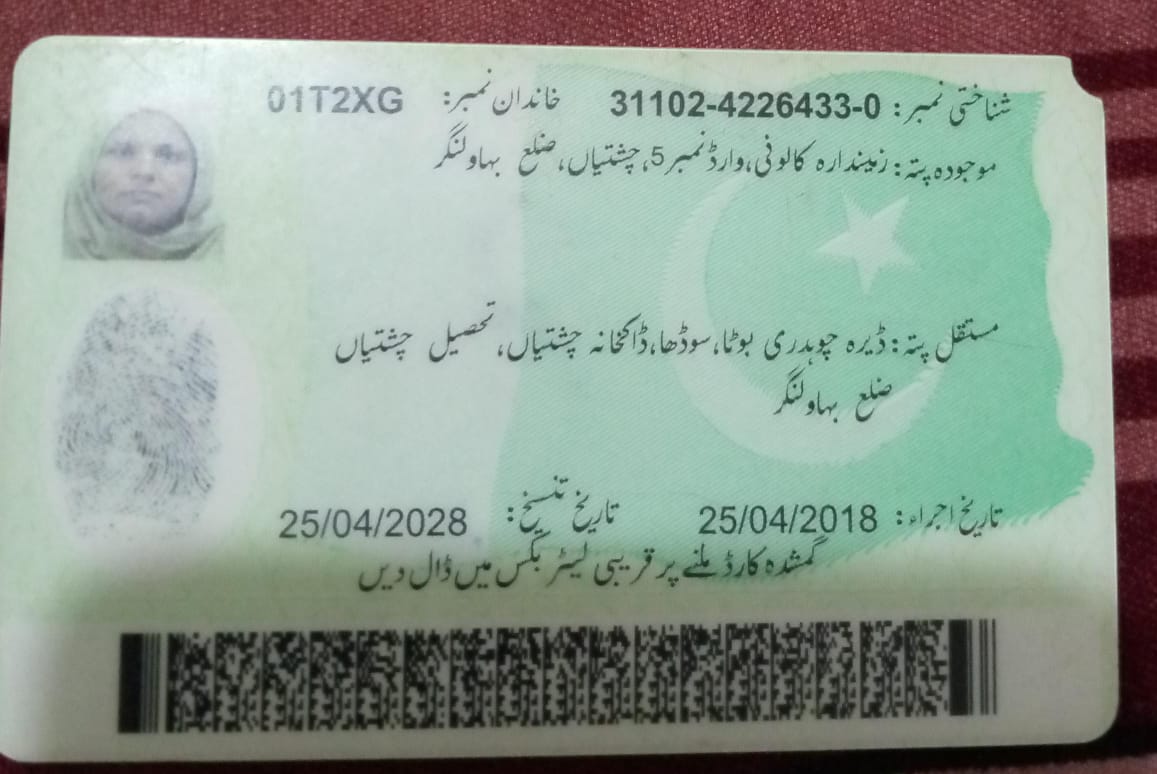 شناختی نمبر: 31102-4226433-0 خاندان نمبر: 01T2XG
موجودہ پتہ: زمیندارہ کالونی، وارڈ نمبر 5، چشتیاں، ضلع بہاولنگر
مستقل پتہ: ڈیرہ چوہدری بوٹا، سوڈھا، ڈاکخانہ چشتیاں، تحصیل چشتیاں
ضلع بہاولنگر
تاریخ اجراء: 25/04/2018 تاریخ تنسیخ: 25/04/2028
گمشدہ کارڈ ملنے پر قریبی لیٹر بکس میں ڈال دیں